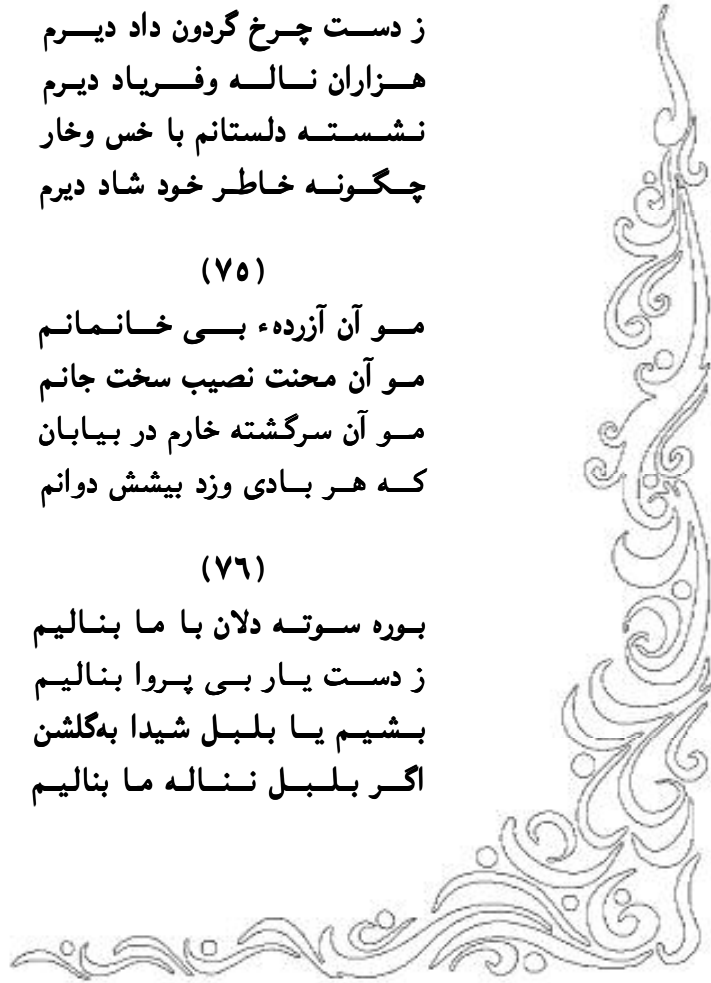 ز دست چرخ گردون داد دیرم
هزاران ناله وفریاد دیرم
نشسته دلستانم با خس وخار
چگونه خاطر خود شاد دیرم
(٧٥)
مو آن آزردهء بی خانمانم
مو آن محنت نصیب سخت جانم
مو آن سرگشته خارم در بیابان
که هر بادی وزد بیشش دوانم
(٧٦)
بوره سوته دلان با ما بنالیم
ز دست یار بی پروا بنالیم
بشیم یا بلبل شیدا به‌گلشن
اگر بلبل نناله ما بنالیم